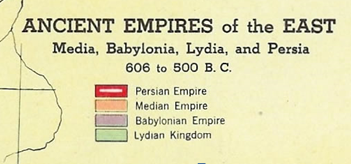 ANCIENT EMPIRES of the EAST
Media, Babylonia, Lydia, and Persia
606 to 500 B. C.
Persian Empire
Median Empire
Babylonian Empire
Lydian Kingdom